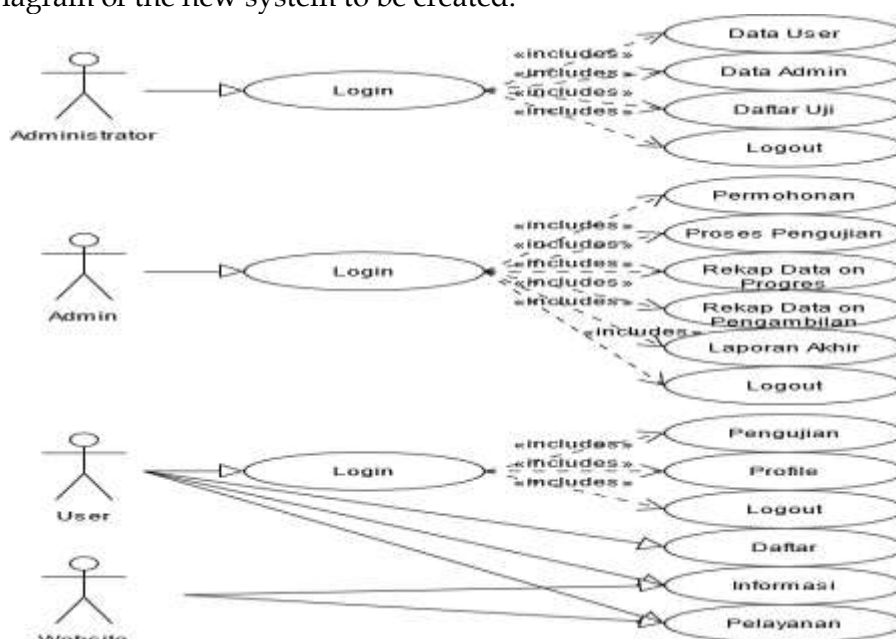 diagram of the new system to be created.
«includes»
Data User
«includes»
Data Admin
«includes»
Daftar Uji
«includes»
Logout
Login
Administrator
Permohonan
«includes»
Proses Pengujian
«includes»
«includes»
Rekap Data on
Progres
«includes»
Rekap Data on
Pengambilan
«includes»
«includes»
Laporan Akhir
Logout
Login
Admin
Pengujian
«includes»
«includes»
Profile
«includes»
Logout
Login
User
Daftar
Informasi
Pelayanan
Website